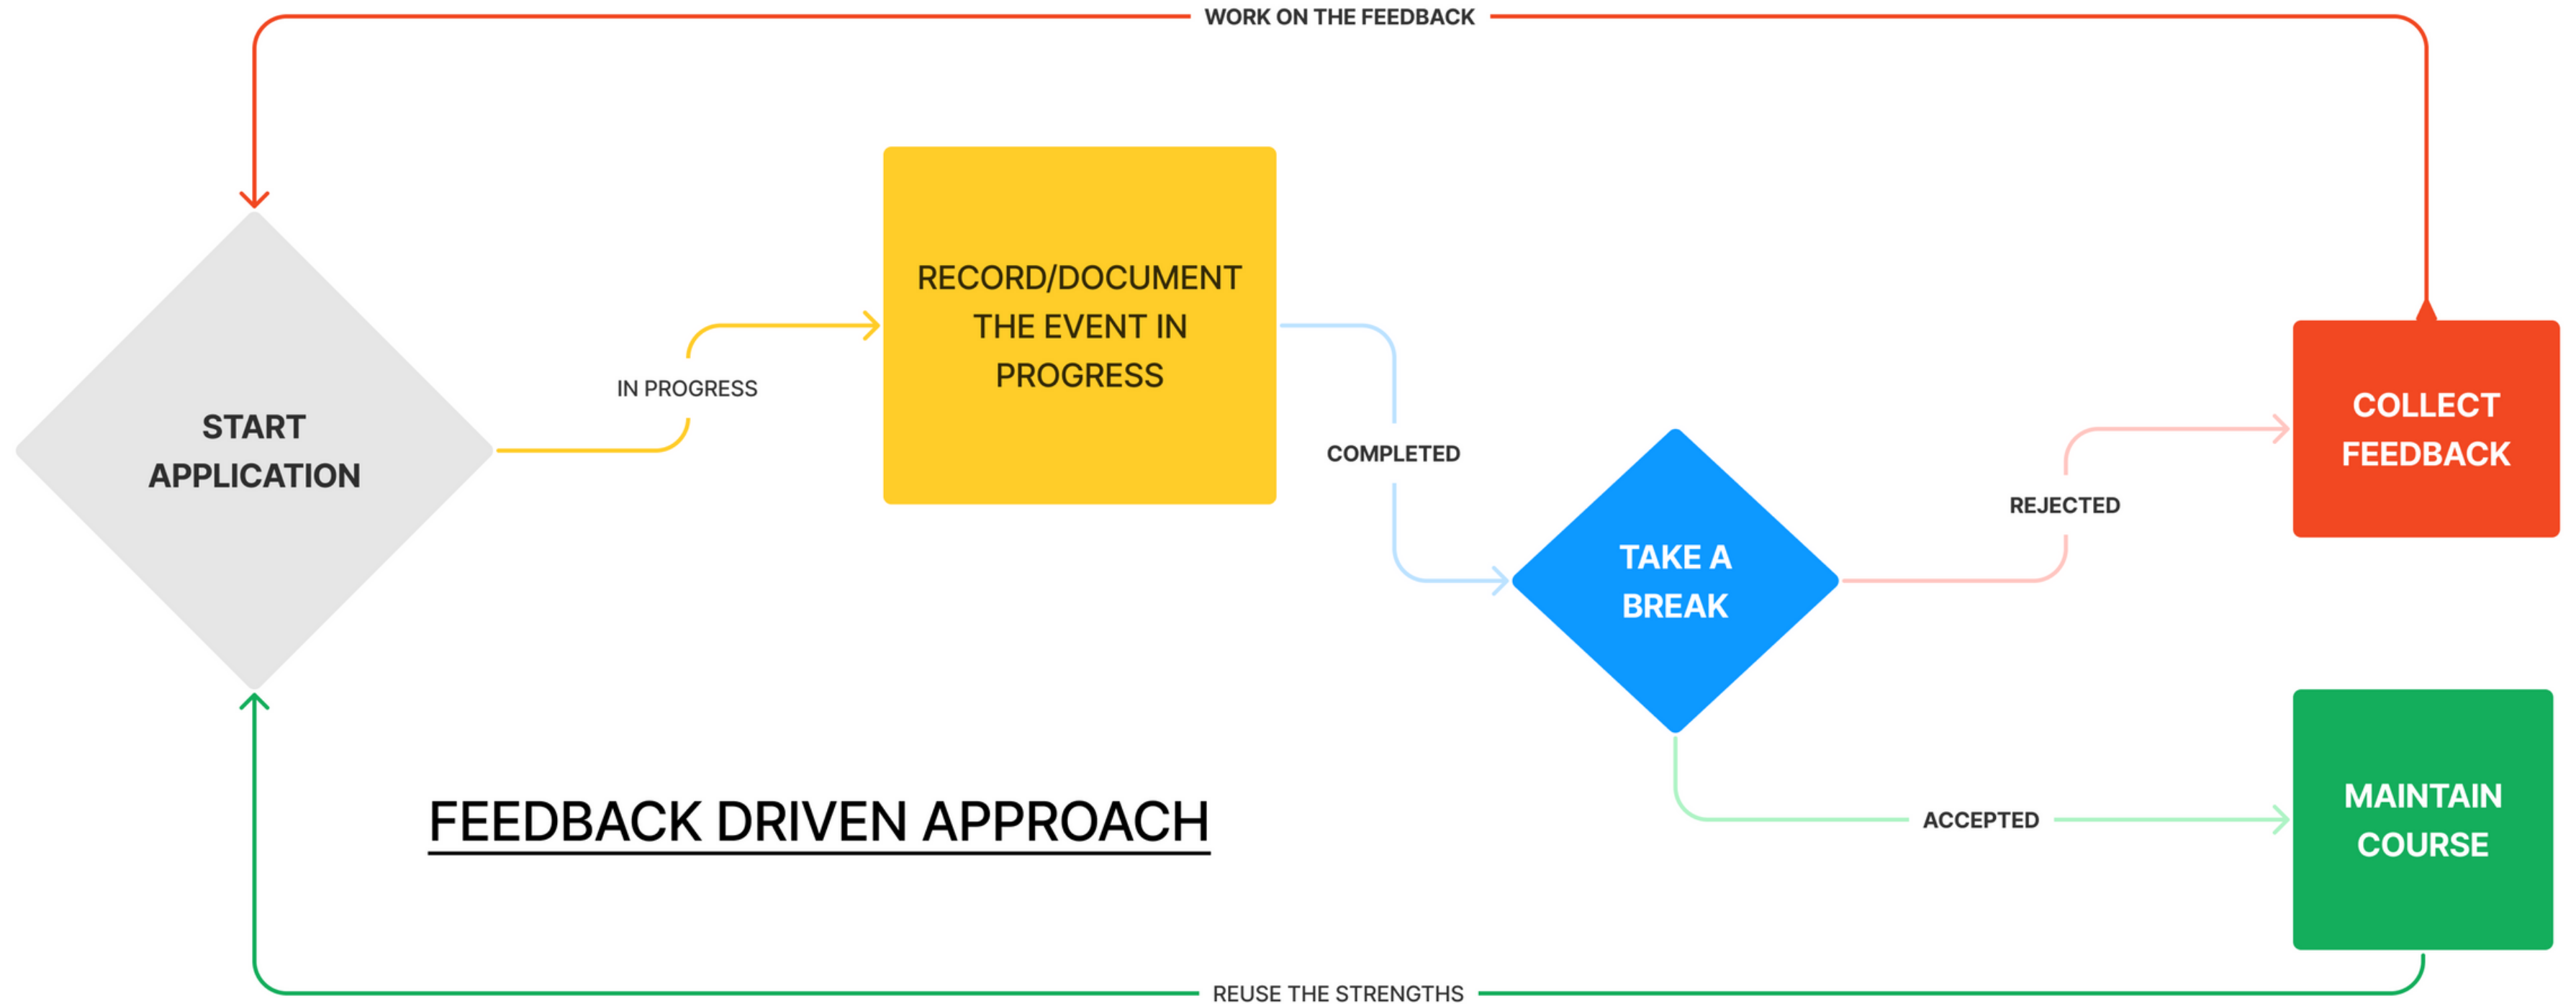 WORK ON THE FEEDBACK
START
APPLICATION
IN PROGRESS
RECORD/DOCUMENT
THE EVENT IN
PROGRESS
COMPLETED
TAKE A
BREAK
REJECTED
COLLECT
FEEDBACK
ACCEPTED
MAINTAIN
COURSE
FEEDBACK DRIVEN APPROACH
REUSE THE STRENGTHS